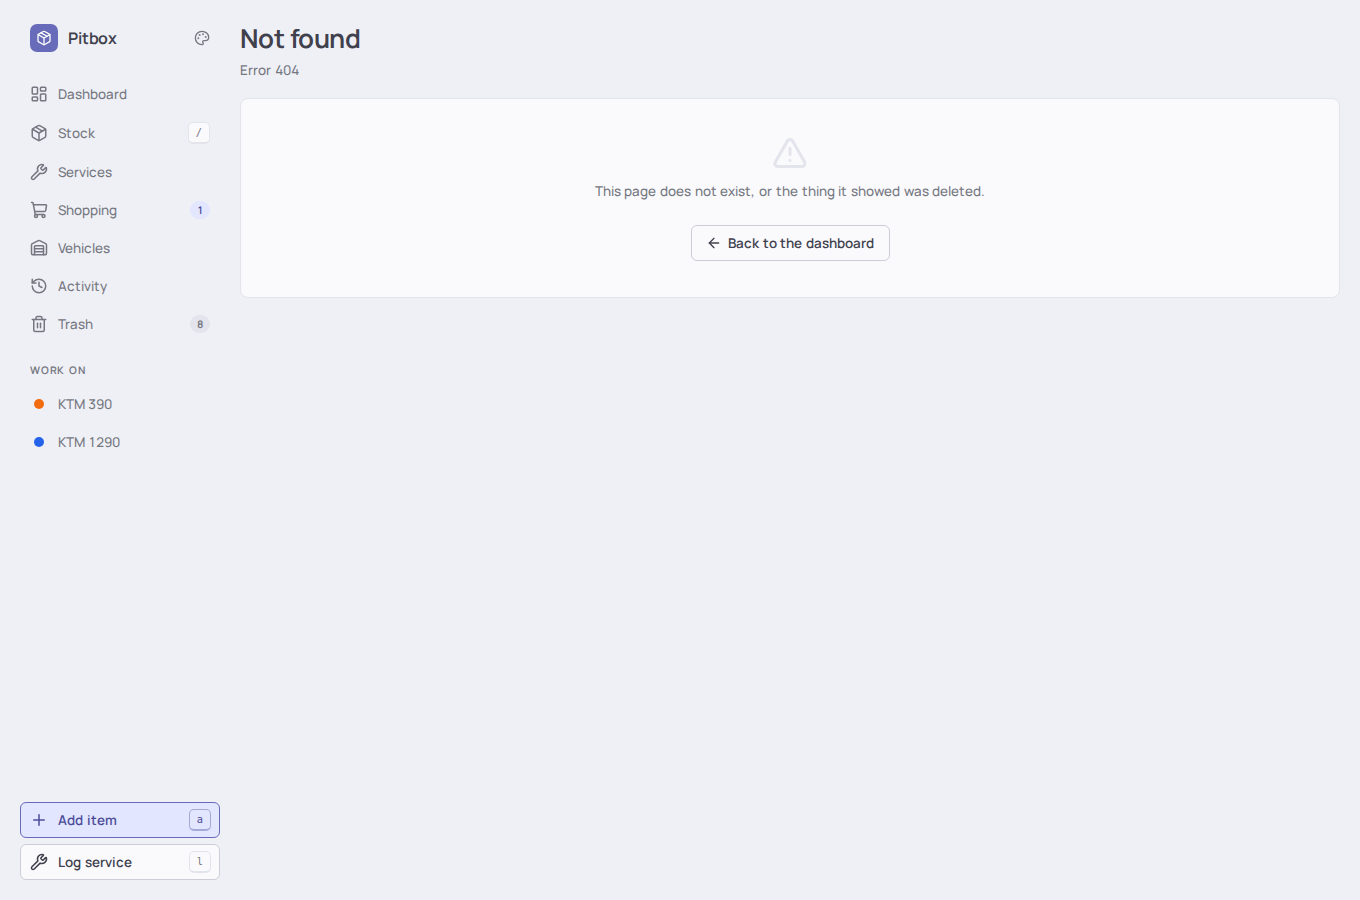 Pitbox
Dashboard
Stock /
Services
Shopping 1
Vehicles
Activity
Trash 8
WORK ON
KTM 390
KTM 1290
Add item a
Log service l
Not found
Error 404
This page does not exist, or the thing it showed was deleted.
Back to the dashboard